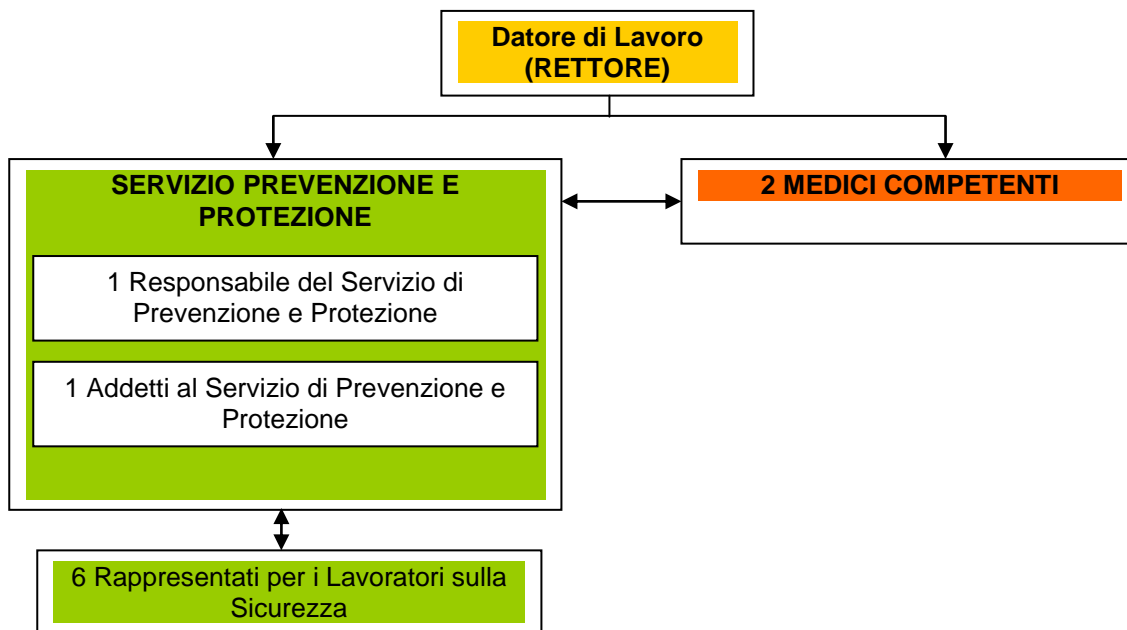 Datore di Lavoro
(RETTORE)
SERVIZIO PREVENZIONE E
PROTEZIONE
2 MEDICI COMPETENTI
1 Responsabile del Servizio di
Prevenzione e Protezione
1 Addetti al Servizio di Prevenzione e
Protezione
6 Rappresentati per i Lavoratori sulla
Sicurezza